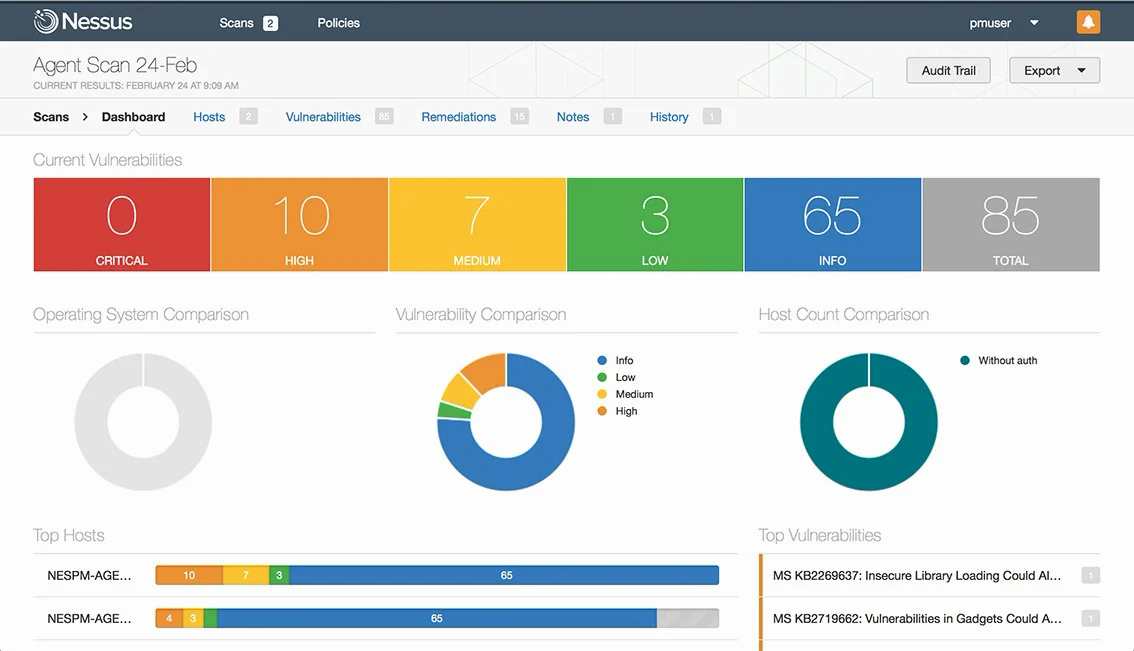 Nessus Scans 2 Policies pmuser
Agent Scan 24-Feb
CURRENT RESULTS: FEBRUARY 24 AT 9:09 AM
Audit Trail Export
Scans > Dashboard Hosts 2 Vulnerabilities 85 Remediations 15 Notes 1 History 1
Current Vulnerabilities
0 10 7 3 65 85
CRITICAL HIGH MEDIUM LOW INFO TOTAL
Operating System Comparison Vulnerability Comparison Host Count Comparison
Info Without auth
Low
Medium
High
Top Hosts Top Vulnerabilities
NESPM-AGE... 10 7 3 65 MS KB2269637: Insecure Library Loading Could Al... 1
NESPM-AGE... 4 3 65 MS KB2719662: Vulnerabilities in Gadgets Could A... 1